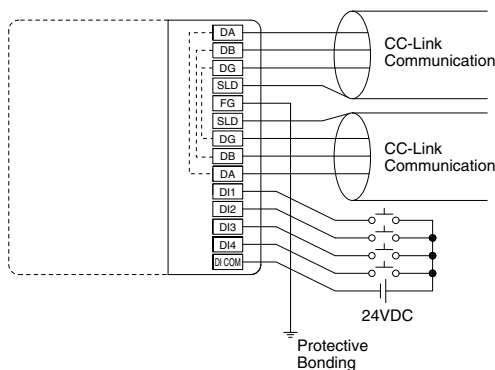 DA
DB
DG
SLD
FG
SLD
DG
DB
DA
DI1
DI2
DI3
DI4
DI COM
CC-Link
Communication
CC-Link
Communication
24VDC
Protective
Bonding